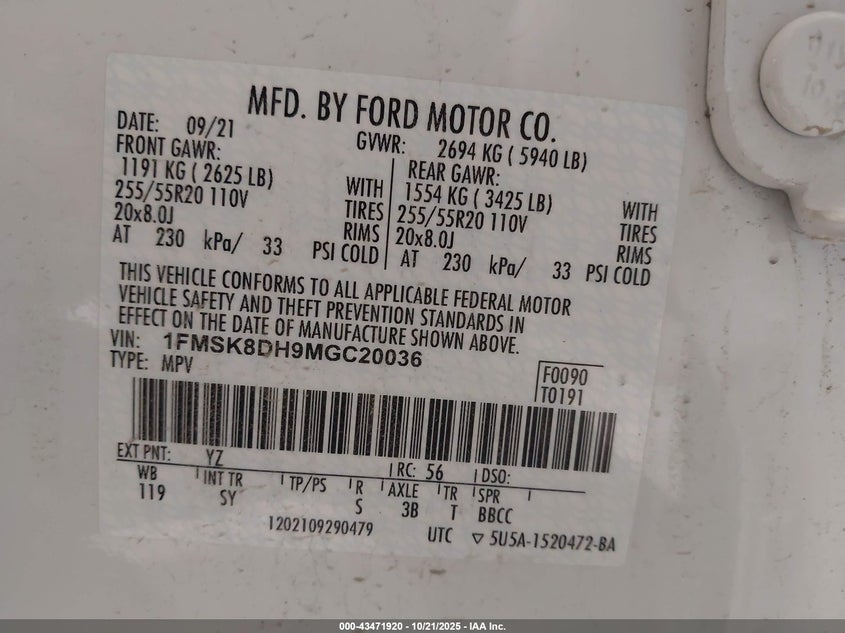 MFD. BY FORD MOTOR CO.
DATE: 09/21 GVWR: 2694 KG ( 5940 LB)
FRONT GAWR: REAR GAWR:
1191 KG ( 2625 LB) WITH 1554 KG ( 3425 LB) WITH
255/55R20 110V TIRES 255/55R20 110V TIRES
20x8.0J RIMS 20x8.0J RIMS
AT 230 kPa/ 33 PSI COLD AT 230 kPa/ 33 PSI COLD
THIS VEHICLE CONFORMS TO ALL APPLICABLE FEDERAL MOTOR
VEHICLE SAFETY AND THEFT PREVENTION STANDARDS IN
EFFECT ON THE DATE OF MANUFACTURE SHOWN ABOVE.
VIN: 1FMSK8DH9MGC20036
TYPE: MPV
F0090
T0191
EXT PNT: YZ RC: 56 DSO:
WB INT TR TP/PS R AXLE TR SPR
119 SY S 3B T BBCC
1202109290479 UTC ▽ 5U5A-1520472-BA
000-43471920 - 10/21/2025 - IAA Inc.